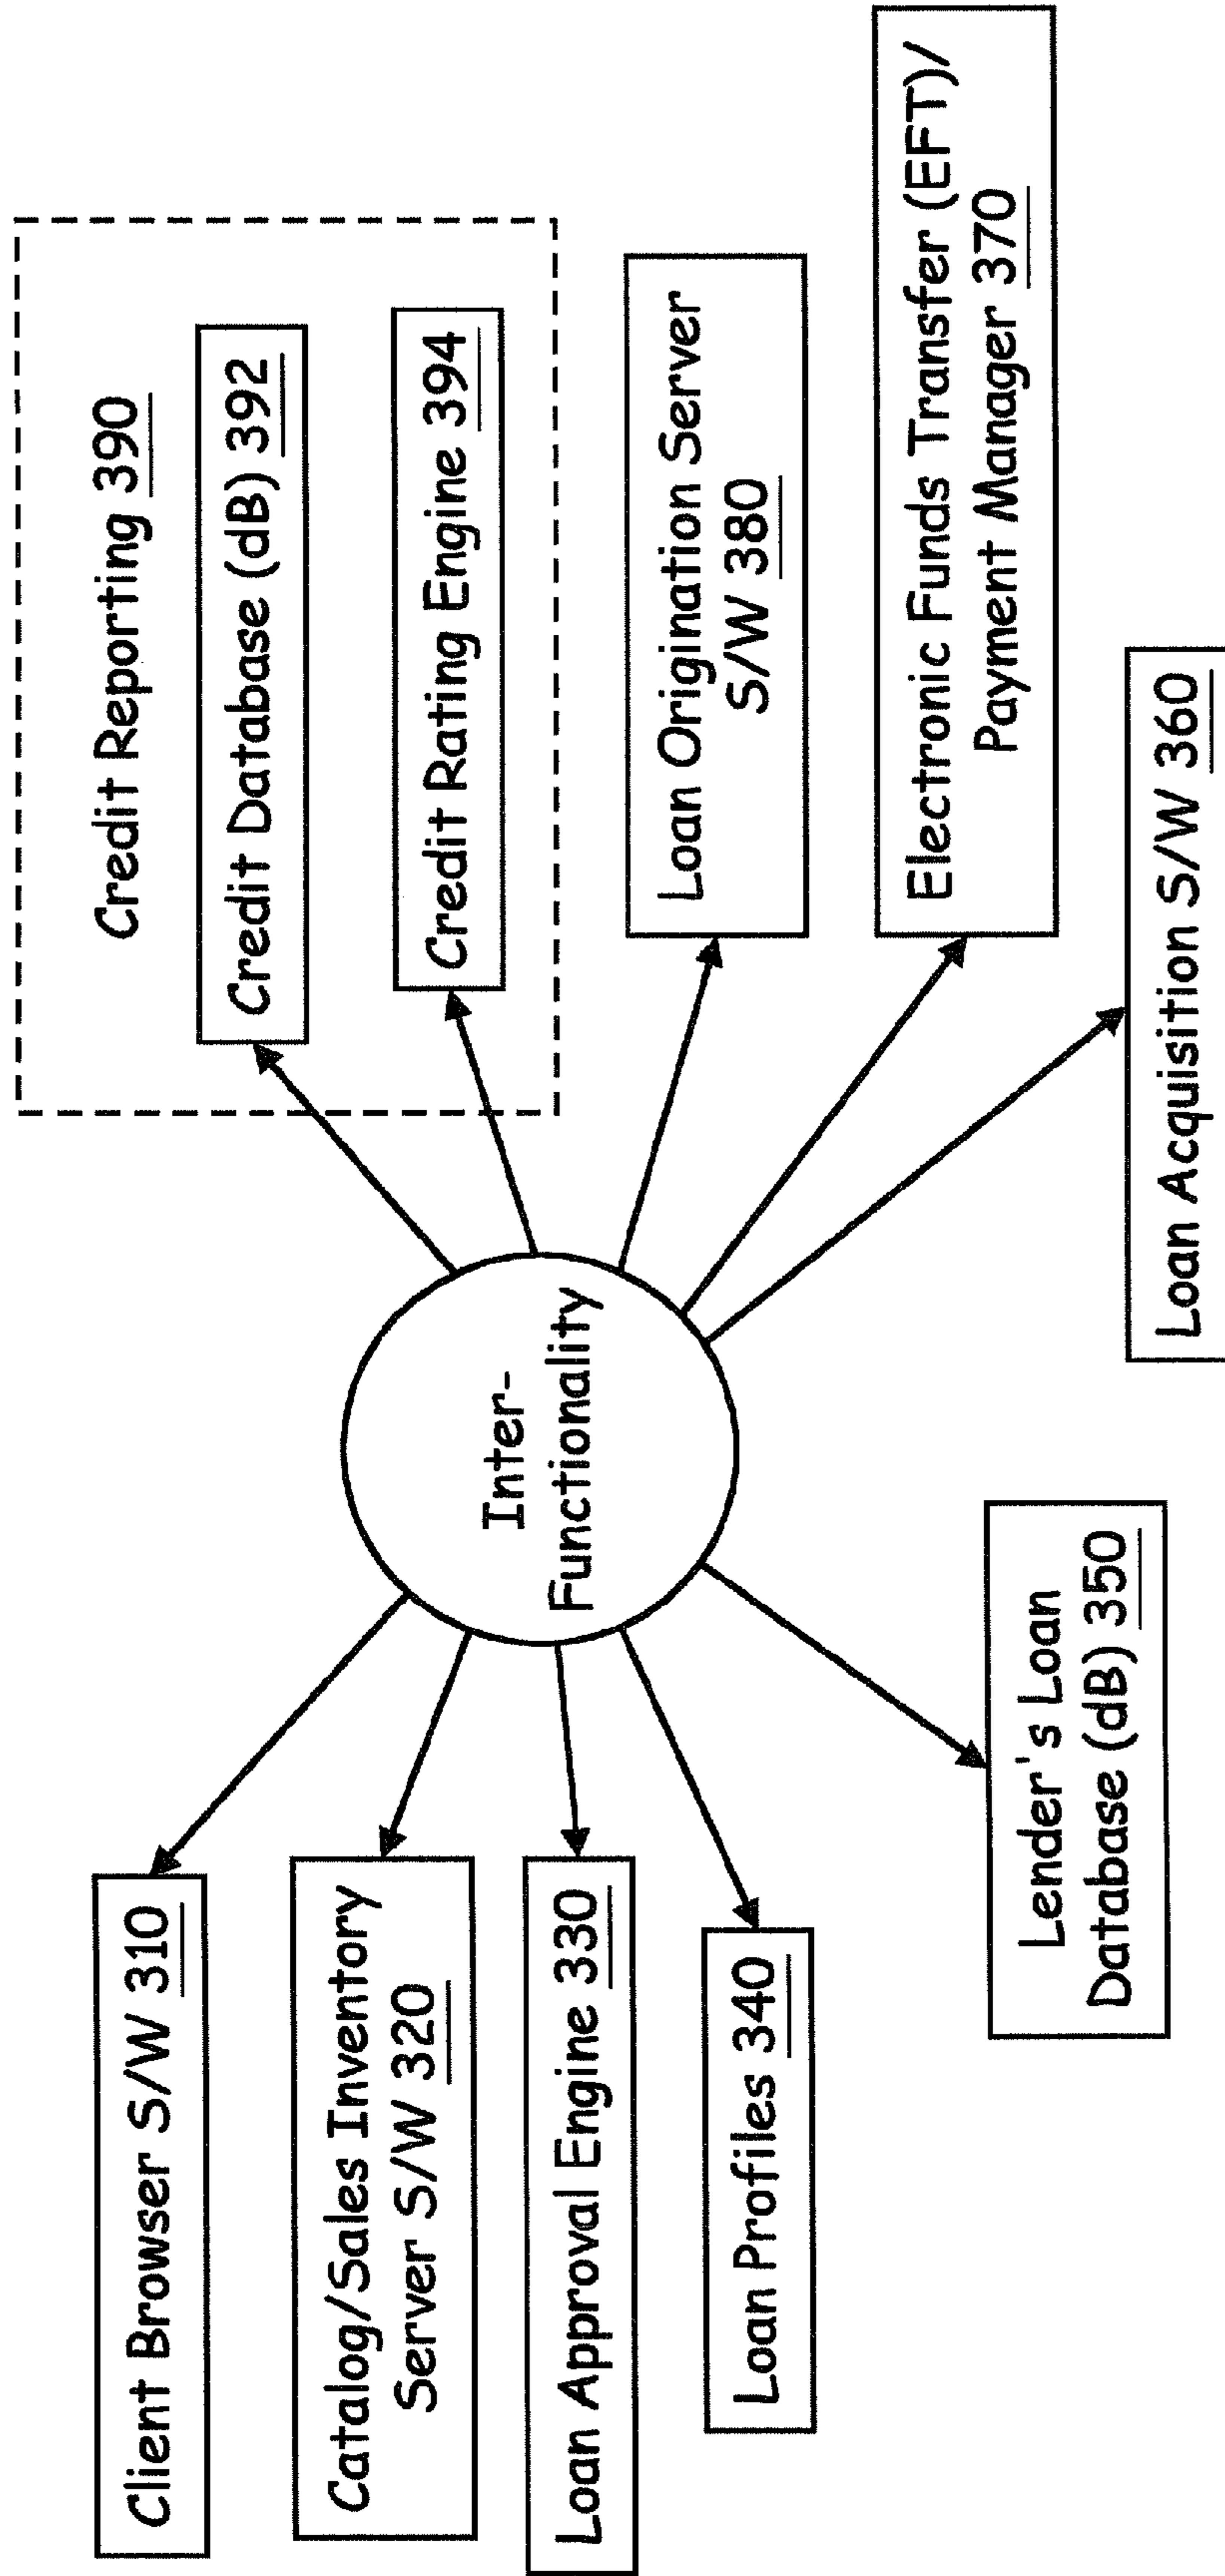 Client Browser S/W 310
Catalog/Sales Inventory
Server S/W 320
Loan Approval Engine 330
Loan Profiles 340
Lender's Loan
Database (dB) 350
Inter-
Functionality
Credit Reporting 390
Credit Database (dB) 392
Credit Rating Engine 394
Loan Origination Server
S/W 380
Electronic Funds Transfer (EFT)/
Payment Manager 370
Loan Acquisition S/W 360